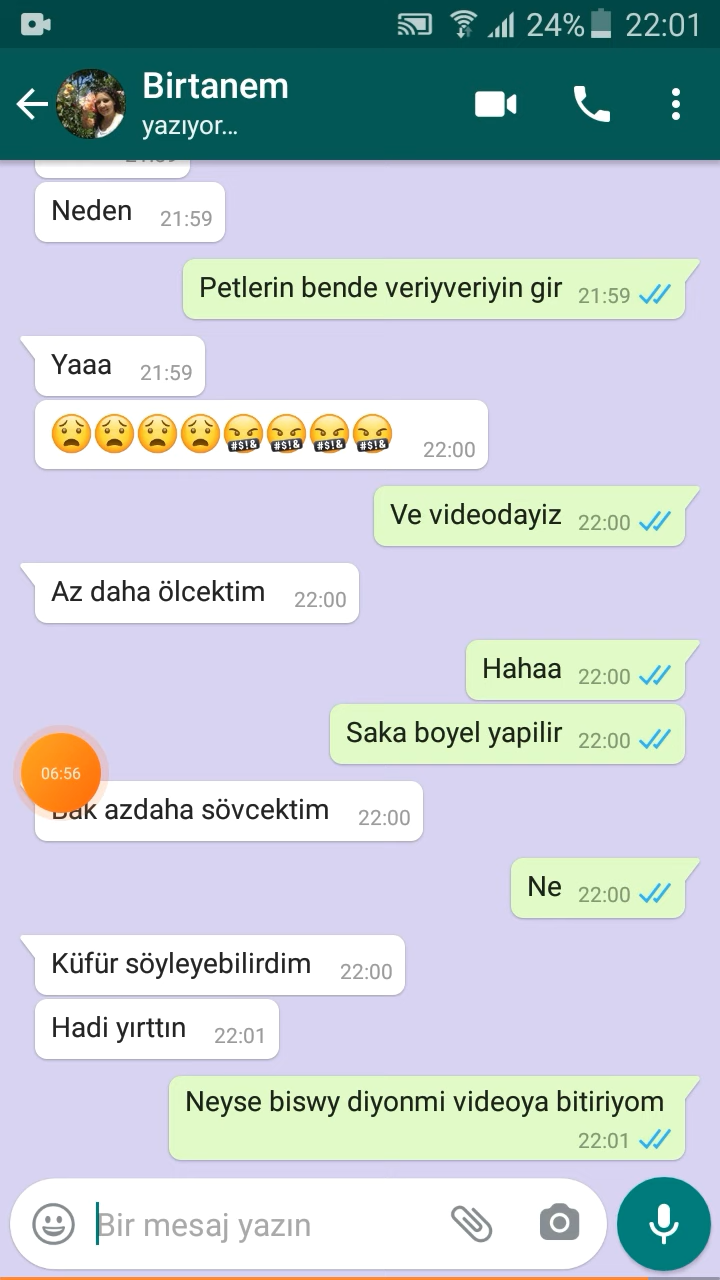 24% 22:01
Birtanem
yazıyor...
Neden 21:59
Petlerin bende veriyveriyin gir 21:59
Yaaa 21:59
22:00
Ve videodayiz 22:00
Az daha ölcektim 22:00
Hahaa 22:00
Saka boyel yapilir 22:00
06:56
Bak azdaha sövcektim 22:00
Ne 22:00
Küfür söyleyebilirdim 22:00
Hadi yırttın 22:01
Neyse biswy diyonmi videoya bitiriyom
22:01
Bir mesaj yazın